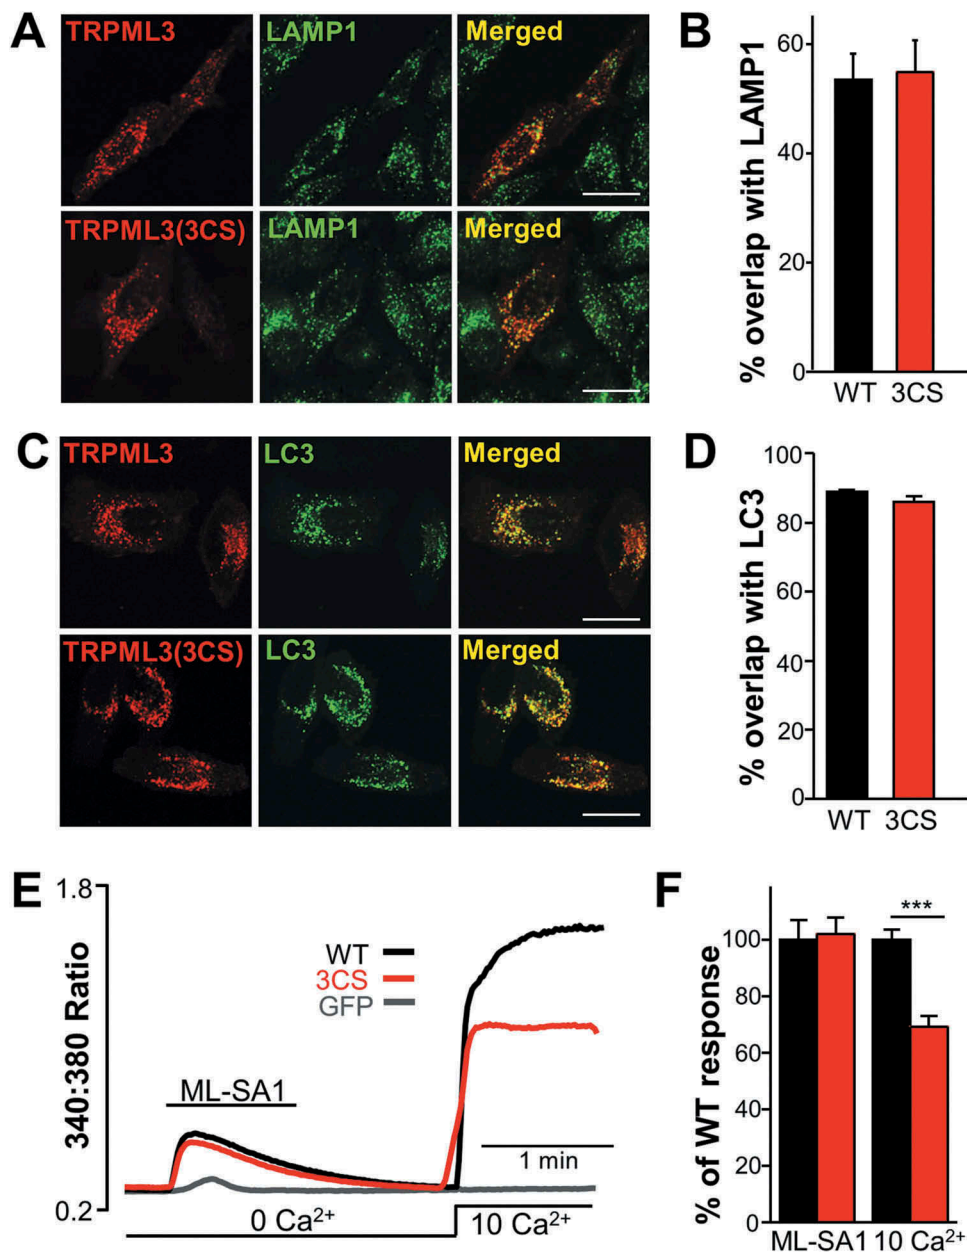 A
TRPML3
LAMP1
Merged
TRPML3(3CS)
LAMP1
Merged
B
% overlap with LAMP1
60
40
20
0
WT 3CS
C
TRPML3
LC3
Merged
TRPML3(3CS)
LC3
Merged
D
% overlap with LC3
100
80
60
40
20
0
WT 3CS
E
340:380 Ratio
1.8
0.2
WT
3CS
GFP
ML-SA1
1 min
0 Ca²⁺
10 Ca²⁺
F
% of WT response
***
100
80
60
40
20
0
ML-SA1 10 Ca²⁺